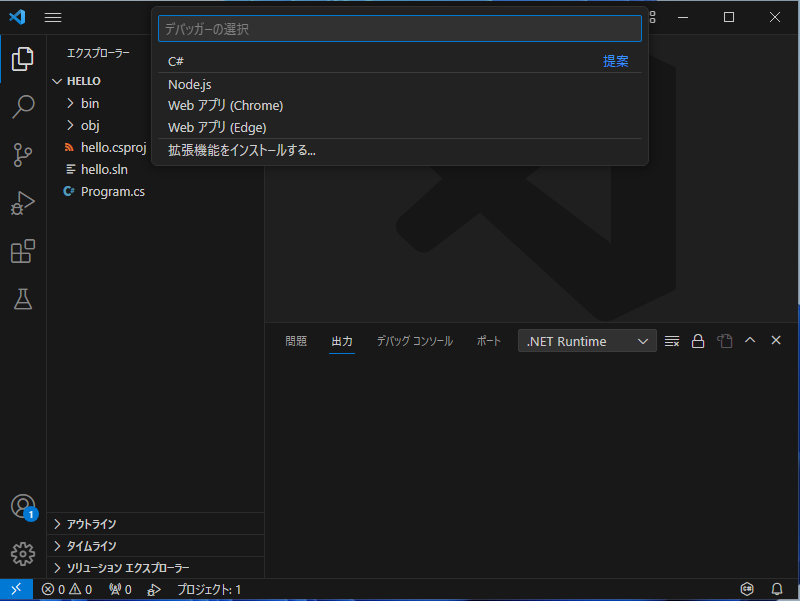 デバッガーの選択
C# 提案
Node.js
Web アプリ (Chrome)
Web アプリ (Edge)
拡張機能をインストールする...
エクスプローラー
HELLO
bin
obj
hello.csproj
hello.sln
C# Program.cs
問題 出力 デバッグ コンソール ポート .NET Runtime
1
アウトライン
タイムライン
ソリューション エクスプローラー
0 0 0 プロジェクト: 1